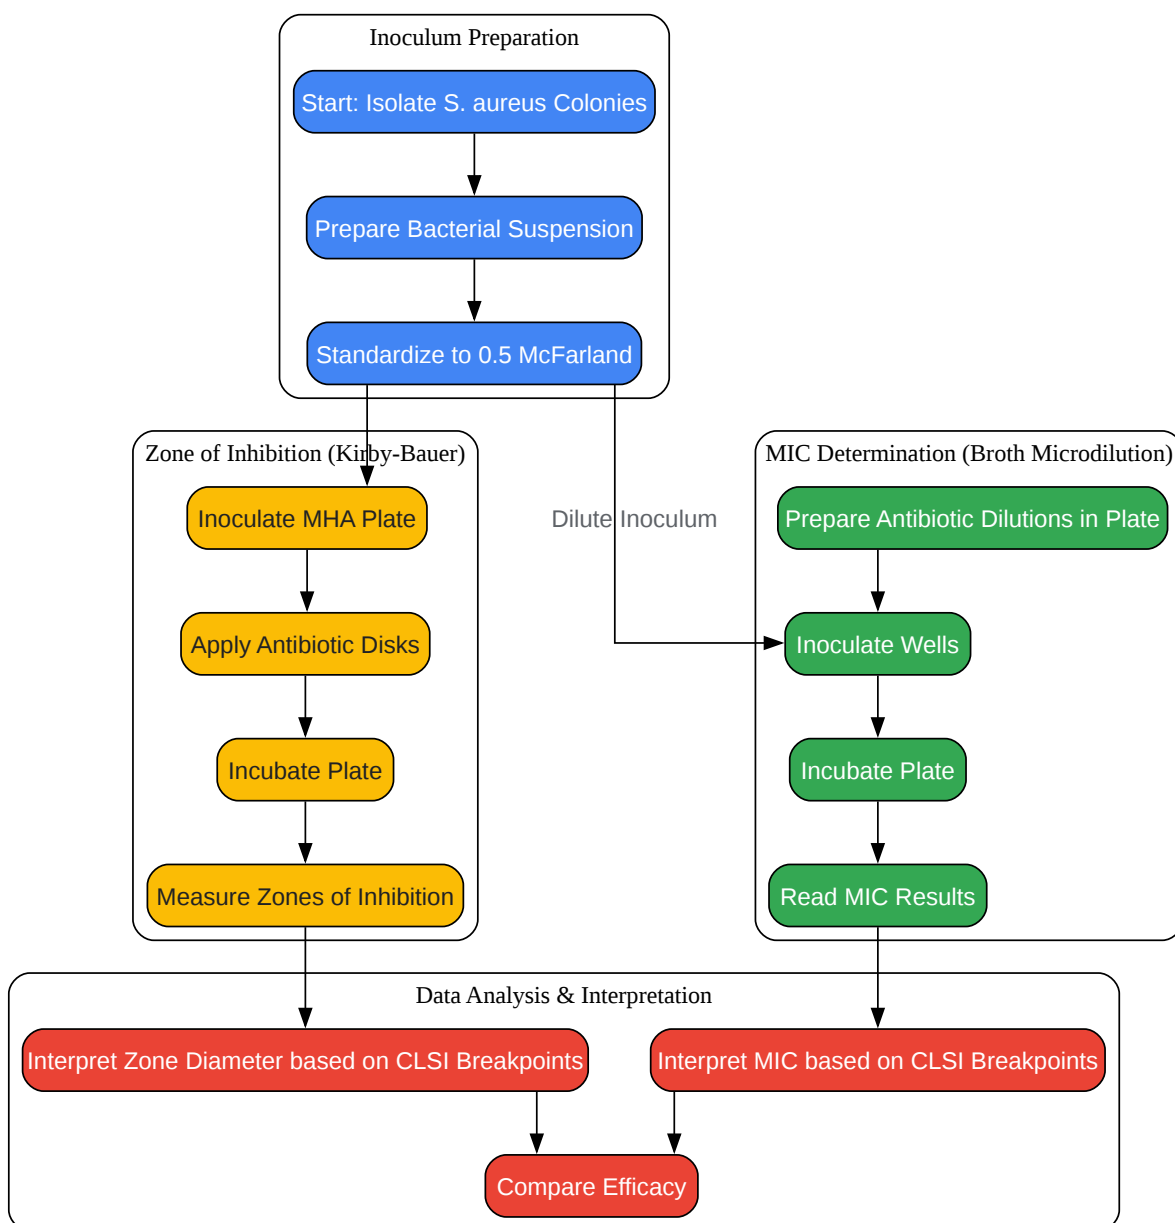 Inoculum Preparation
Start: Isolate S. aureus Colonies
Prepare Bacterial Suspension
Standardize to 0.5 McFarland
Zone of Inhibition (Kirby-Bauer)
Inoculate MHA Plate
Apply Antibiotic Disks
Incubate Plate
Measure Zones of Inhibition
Dilute Inoculum
MIC Determination (Broth Microdilution)
Prepare Antibiotic Dilutions in Plate
Inoculate Wells
Incubate Plate
Read MIC Results
Data Analysis & Interpretation
Interpret Zone Diameter based on CLSI Breakpoints
Interpret MIC based on CLSI Breakpoints
Compare Efficacy